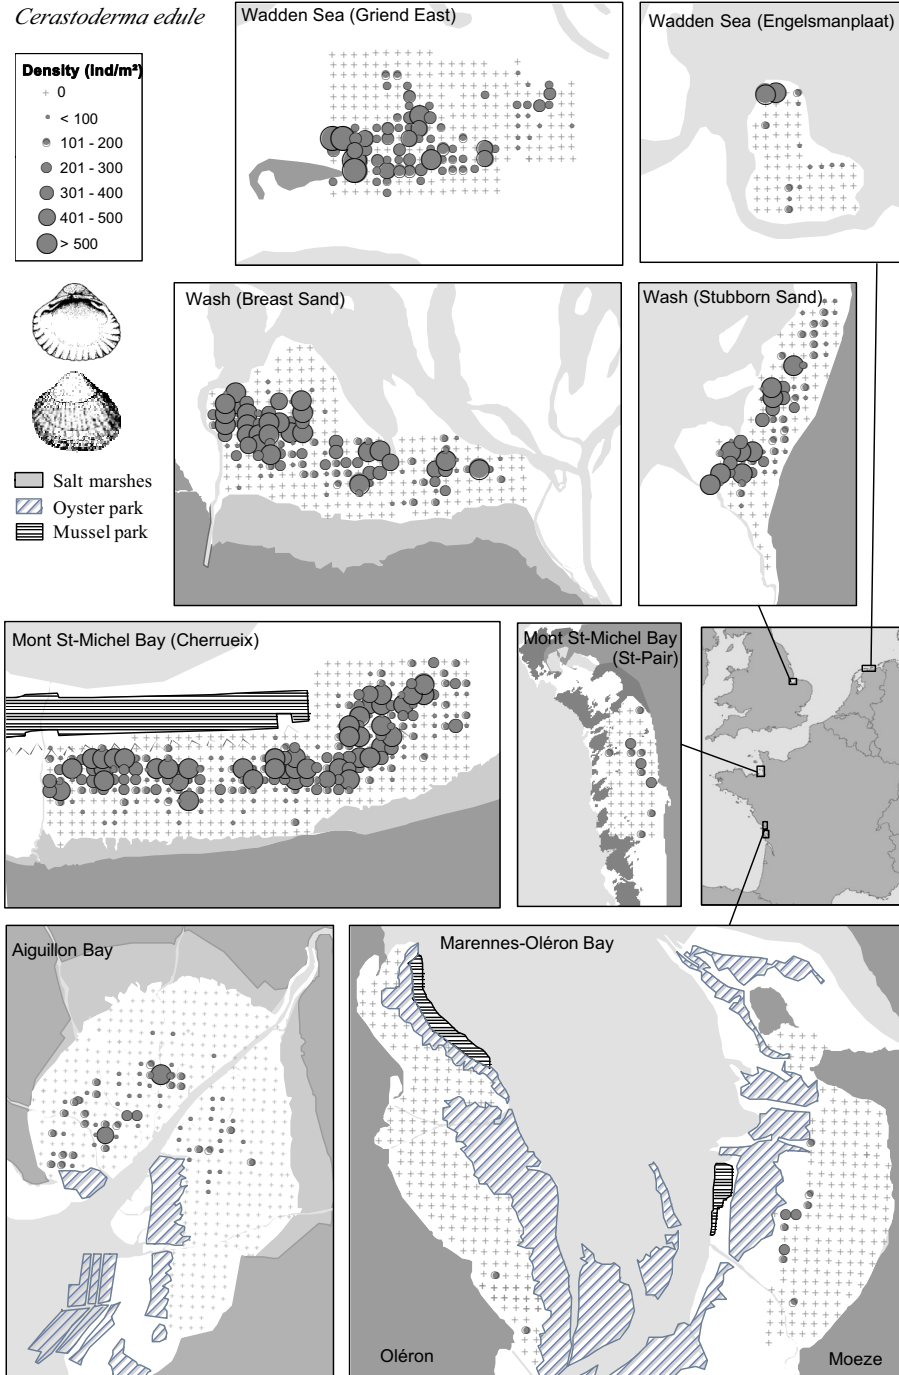 Cerastoderma edule
Density (ind/m²)
0
< 100
101 - 200
201 - 300
301 - 400
401 - 500
> 500
Salt marshes
Oyster park
Mussel park
Wadden Sea (Griend East)
Wadden Sea (Engelsmanplaat)
Wash (Breast Sand)
Wash (Stubborn Sand)
Mont St-Michel Bay (Cherrueix)
Mont St-Michel Bay
(St-Pair)
Aiguillon Bay
Marennes-Oléron Bay
Oléron
Moeze